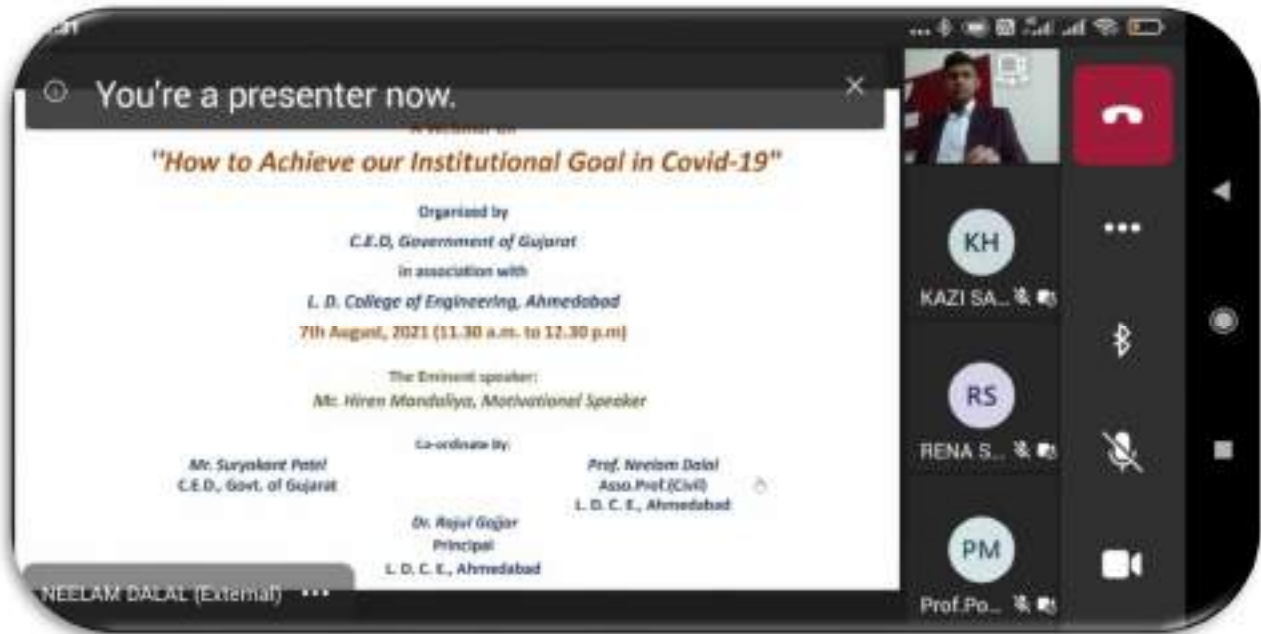 You're a presenter now.
A Webinar on
"How to Achieve our Institutional Goal in Covid-19"
Organized by
C.E.D, Government of Gujarat
in association with
L. D. College of Engineering, Ahmedabad
7th August, 2021 (11.30 a.m. to 12.30 p.m)
The Eminent speaker:
Mr. Hiren Mandaliya, Motivational Speaker
Co-ordinate By:
Mr. Suryakant Patel
C.E.D., Govt. of Gujarat
Prof. Neelam Dalal
Asso.Prof.(Civil)
L. D. C. E., Ahmedabad
Dr. Rajul Gajjar
Principal
L. D. C. E., Ahmedabad
NEELAM DALAL (External)
KH
KAZI SA...
RS
RENA S...
PM
Prof.Po...